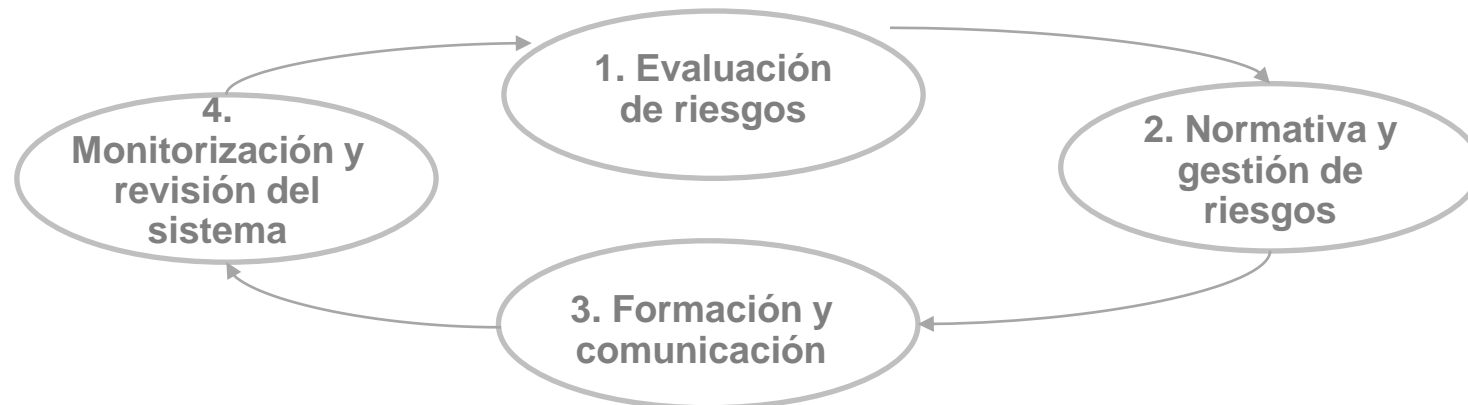 1. Evaluación
de riesgos
2. Normativa y
gestión de
riesgos
3. Formación y
comunicación
4.
Monitorización y
revisión del
sistema